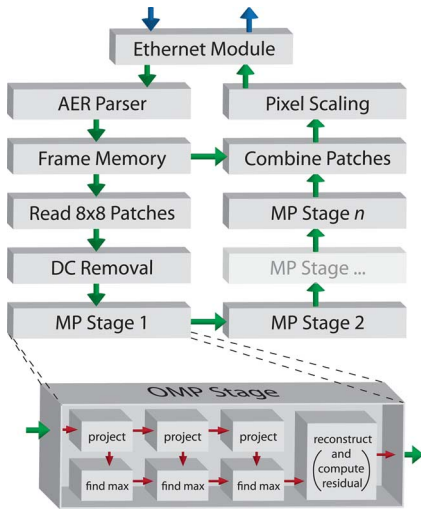 Ethernet Module
AER Parser
Pixel Scaling
Frame Memory
Combine Patches
Read 8x8 Patches
MP Stage n
DC Removal
MP Stage ...
MP Stage 1
MP Stage 2
OMP Stage
project
project
project
find max
find max
find max
reconstruct
(and
compute
residual)